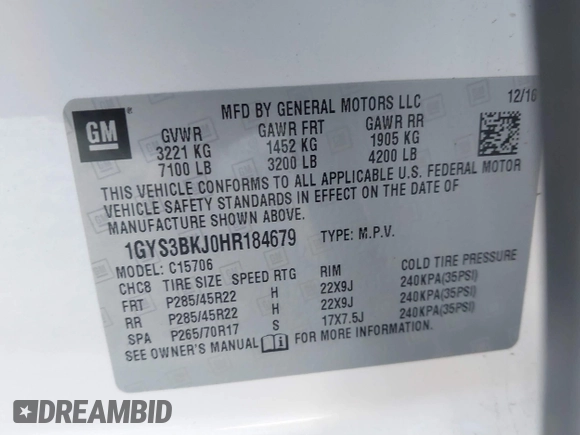 GM
MFD BY GENERAL MOTORS LLC
12/16
GVWR GAWR FRT GAWR RR
3221 KG 1452 KG 1905 KG
7100 LB 3200 LB 4200 LB
THIS VEHICLE CONFORMS TO ALL APPLICABLE U.S. FEDERAL MOTOR
VEHICLE SAFETY STANDARDS IN EFFECT ON THE DATE OF
MANUFACTURE SHOWN ABOVE.
1GYS3BKJ0HR184679 TYPE: M.P.V.
MODEL: C15706
CHC8 TIRE SIZE SPEED RTG RIM COLD TIRE PRESSURE
FRT P285/45R22 H 22X9J 240KPA(35PSI)
RR P285/45R22 H 22X9J 240KPA(35PSI)
SPA P265/70R17 S 17X7.5J 240KPA(35PSI)
SEE OWNER'S MANUAL i FOR MORE INFORMATION.
DREAMBID